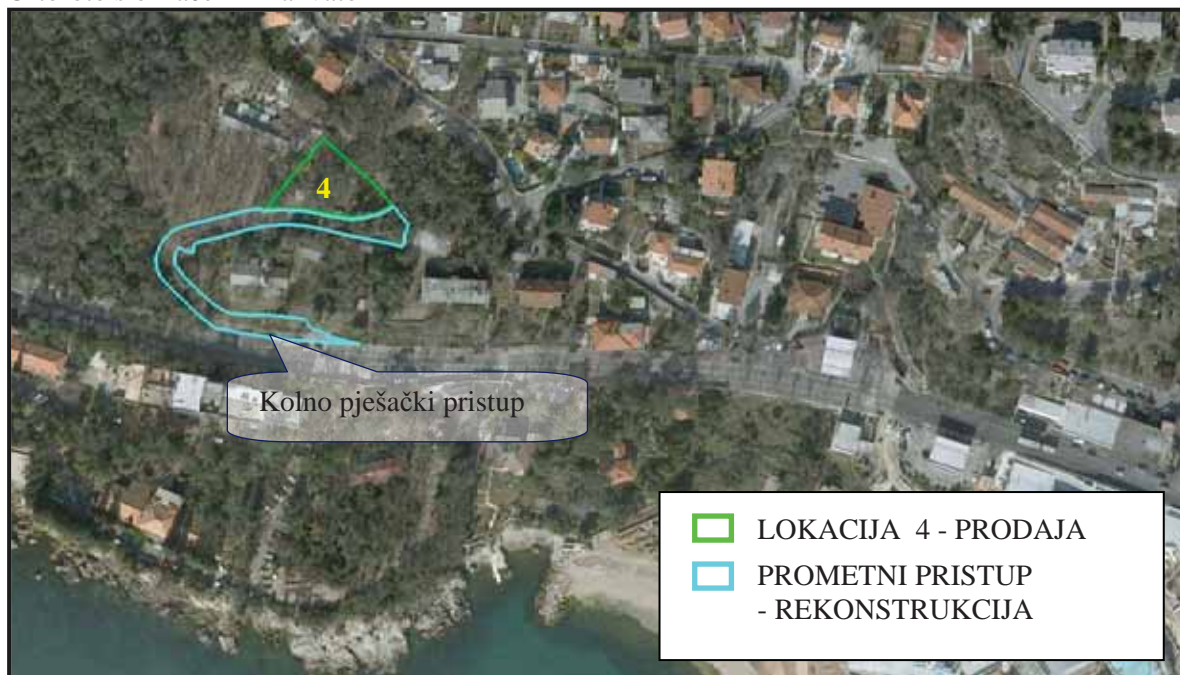 4
Kolno pješački pristup
LOKACIJA 4 - PRODAJA
PROMETNI PRISTUP
- REKONSTRUKCIJA